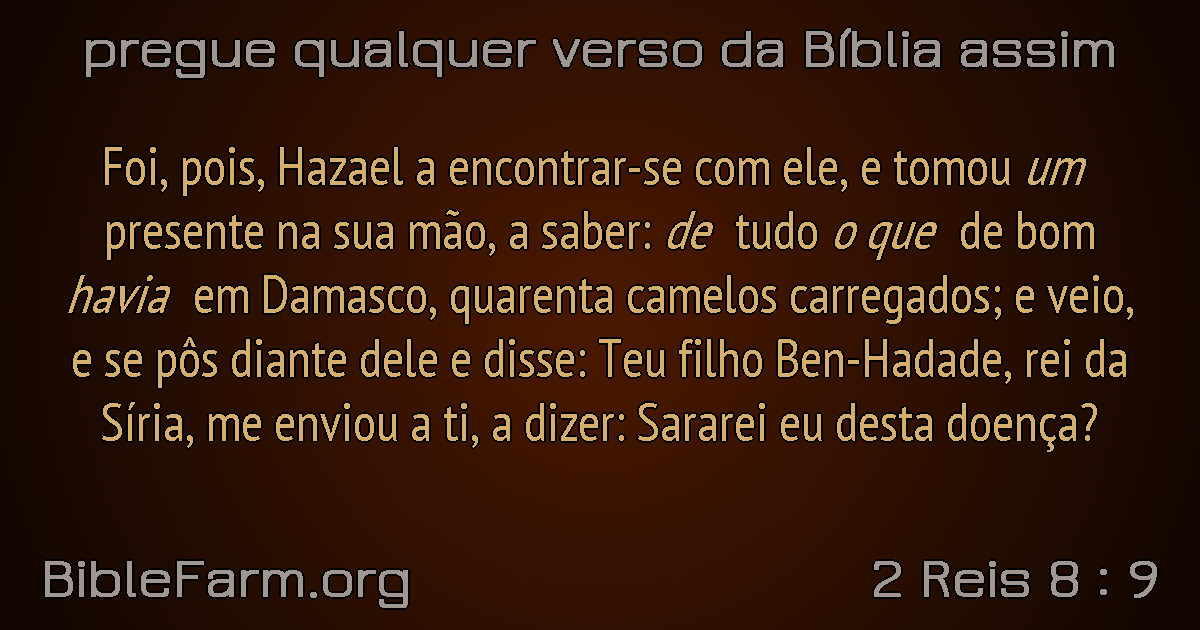 pregue qualquer verso da Bíblia assim
Foi, pois, Hazael a encontrar-se com ele, e tomou um
presente na sua mão, a saber: de tudo o que de bom
havia em Damasco, quarenta camelos carregados; e veio,
e se pôs diante dele e disse: Teu filho Ben-Hadade, rei da
Síria, me enviou a ti, a dizer: Sararei eu desta doença?
BibleFarm.org
2 Reis 8 : 9